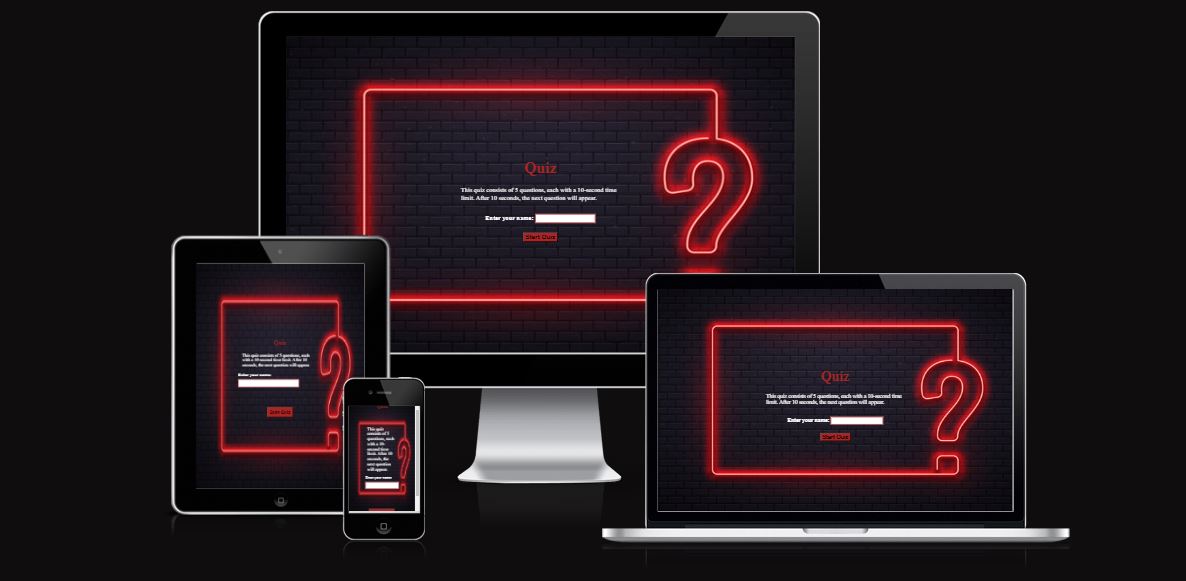 Quiz
This quiz consists of 5 questions, each with a 10-second time
limit. After 10 seconds, the next question will appear.
Enter your name:
Start Quiz
Quiz
This quiz consists of 5 questions, each
with a 10-second time limit. After 10
seconds, the next question will appear.
Enter your name:
Start Quiz
This quiz
consists of 5
questions, each
with a 10-
second time
limit. After 10
seconds, the
next question
will appear.
Enter your name:
Quiz
This quiz consists of 5 questions, each with a 10-second time
limit. After 10 seconds, the next question will appear.
Enter your name:
Start Quiz